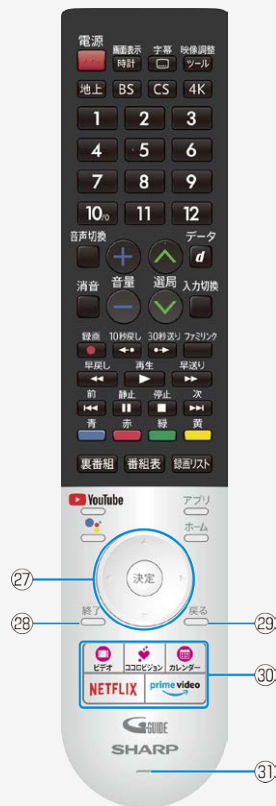 電源 画面表示 字幕 映像調整
時計 ツール
地上 BS CS 4K
1 2 3
4 5 6
7 8 9
10/0 11 12
音声切換 データ
+ d
消音 音量 選局 入力切換
−
録画 10秒戻し 30秒送り ファミリンク
早戻し 再生 早送り
前 静止 停止 次
青 赤 緑 黄
裏番組 番組表 録画リスト
YouTube アプリ
ホーム
㉗ 決定
終了 戻る
㉘ ㉙
ビデオ ココロビジョン カレンダー
㉚
NETFLIX prime video
G-GUIDE
SHARP
㉛